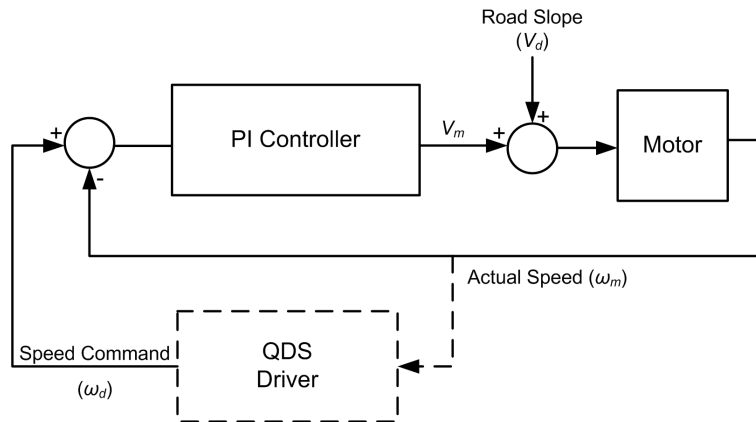 Road Slope
(Vd)
+
PI Controller
Vm
+
+
Motor
-
Actual Speed (ωm)
Speed Command
(ωd)
QDS
Driver